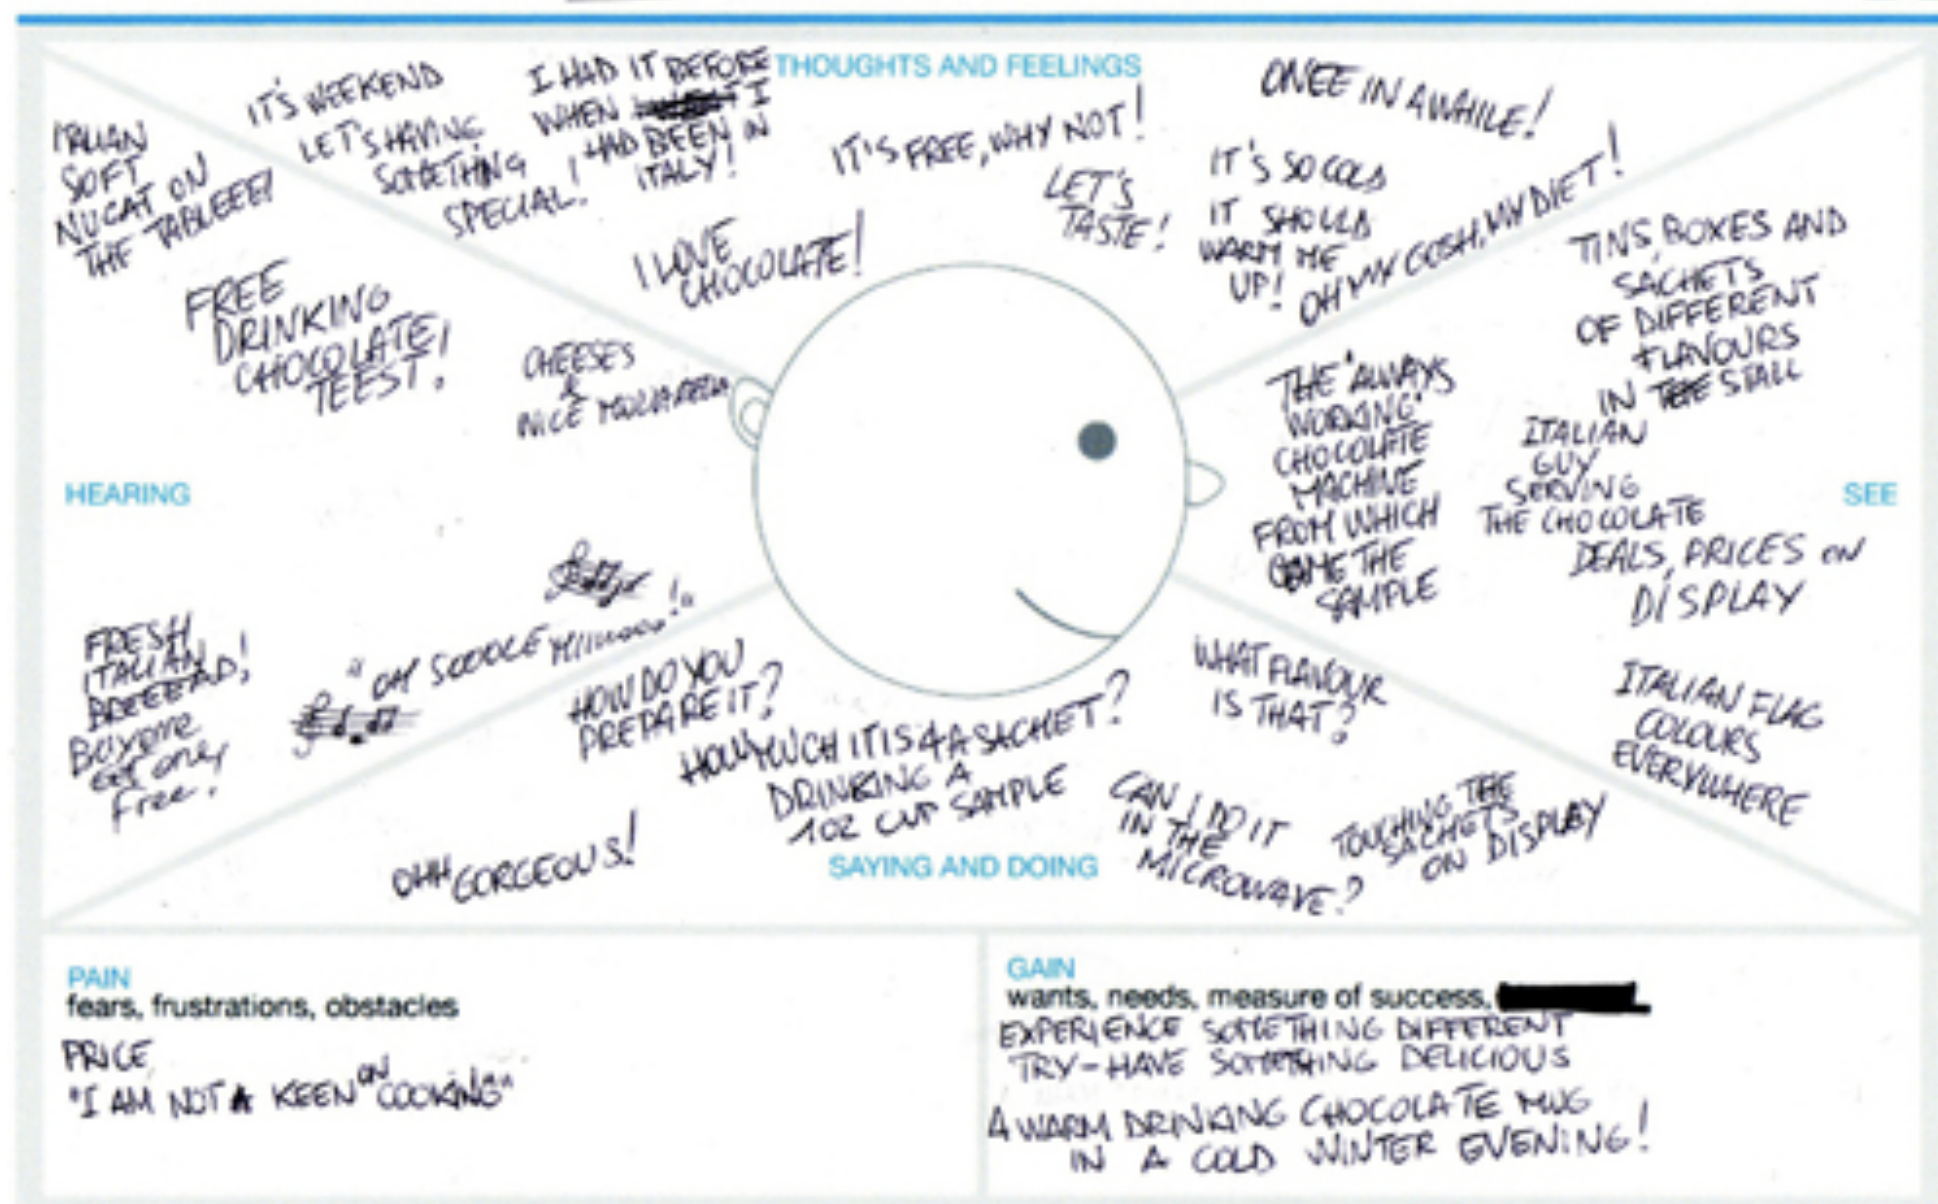 THOUGHTS AND FEELINGS
IT'S WEEKEND
LET'S HAVING
SOMETHING
SPECIAL!
I HAD IT BEFORE
WHEN I
HAD BEEN IN
ITALY!
IT'S FREE, WHY NOT!
I LOVE
CHOCOLATE!
LET'S
TASTE!
ONEE IN AWHILE!
IT'S SO COLD
IT SHOULD
WARM ME
UP!
OH MY GOSH, MY DIET!
ITALIAN
SOFT
NUCAT ON
THE TABLEEE!
FREE
DRINKING
CHOCOLATE
TEEST!
CHEESES
&
NICE
HEARING
FRESH
ITALIAN
BREEEAD!
Buy one
get one
free!
"OH SOOOLE MIIIOOOO!"
TINS, BOXES AND
SACHETS
OF DIFFERENT
FLAVOURS
IN THE STALL
THE "ALWAYS
WORKING"
CHOCOLATE
MACHINE
FROM WHICH
CAME THE
SAMPLE
ITALIAN
GUY
SERVING
THE CHOCOLATE
SEE
DEALS, PRICES ON
DISPLAY
ITALIAN FLAG
COLOURS
EVERYWHERE
HOW DO YOU
PREPARE IT?
HOW MUCH IT IS 4 A SACHET?
DRINKING A
1OZ CUP SAMPLE
WHAT FLAVOUR
IS THAT?
CAN I DO IT
IN THE
MICROWAVE?
TOUCHING THE
SACHETS
ON DISPLAY
OHH GORGEOUS!
SAYING AND DOING
PAIN
fears, frustrations, obstacles
PRICE
"I AM NOT A KEEN ON COOKING"
GAIN
wants, needs, measure of success,
EXPERIENCE SOMETHING DIFFERENT
TRY-HAVE SOMETHING DELICIOUS
A WARM DRINKING CHOCOLATE MUG
IN A COLD WINTER EVENING!